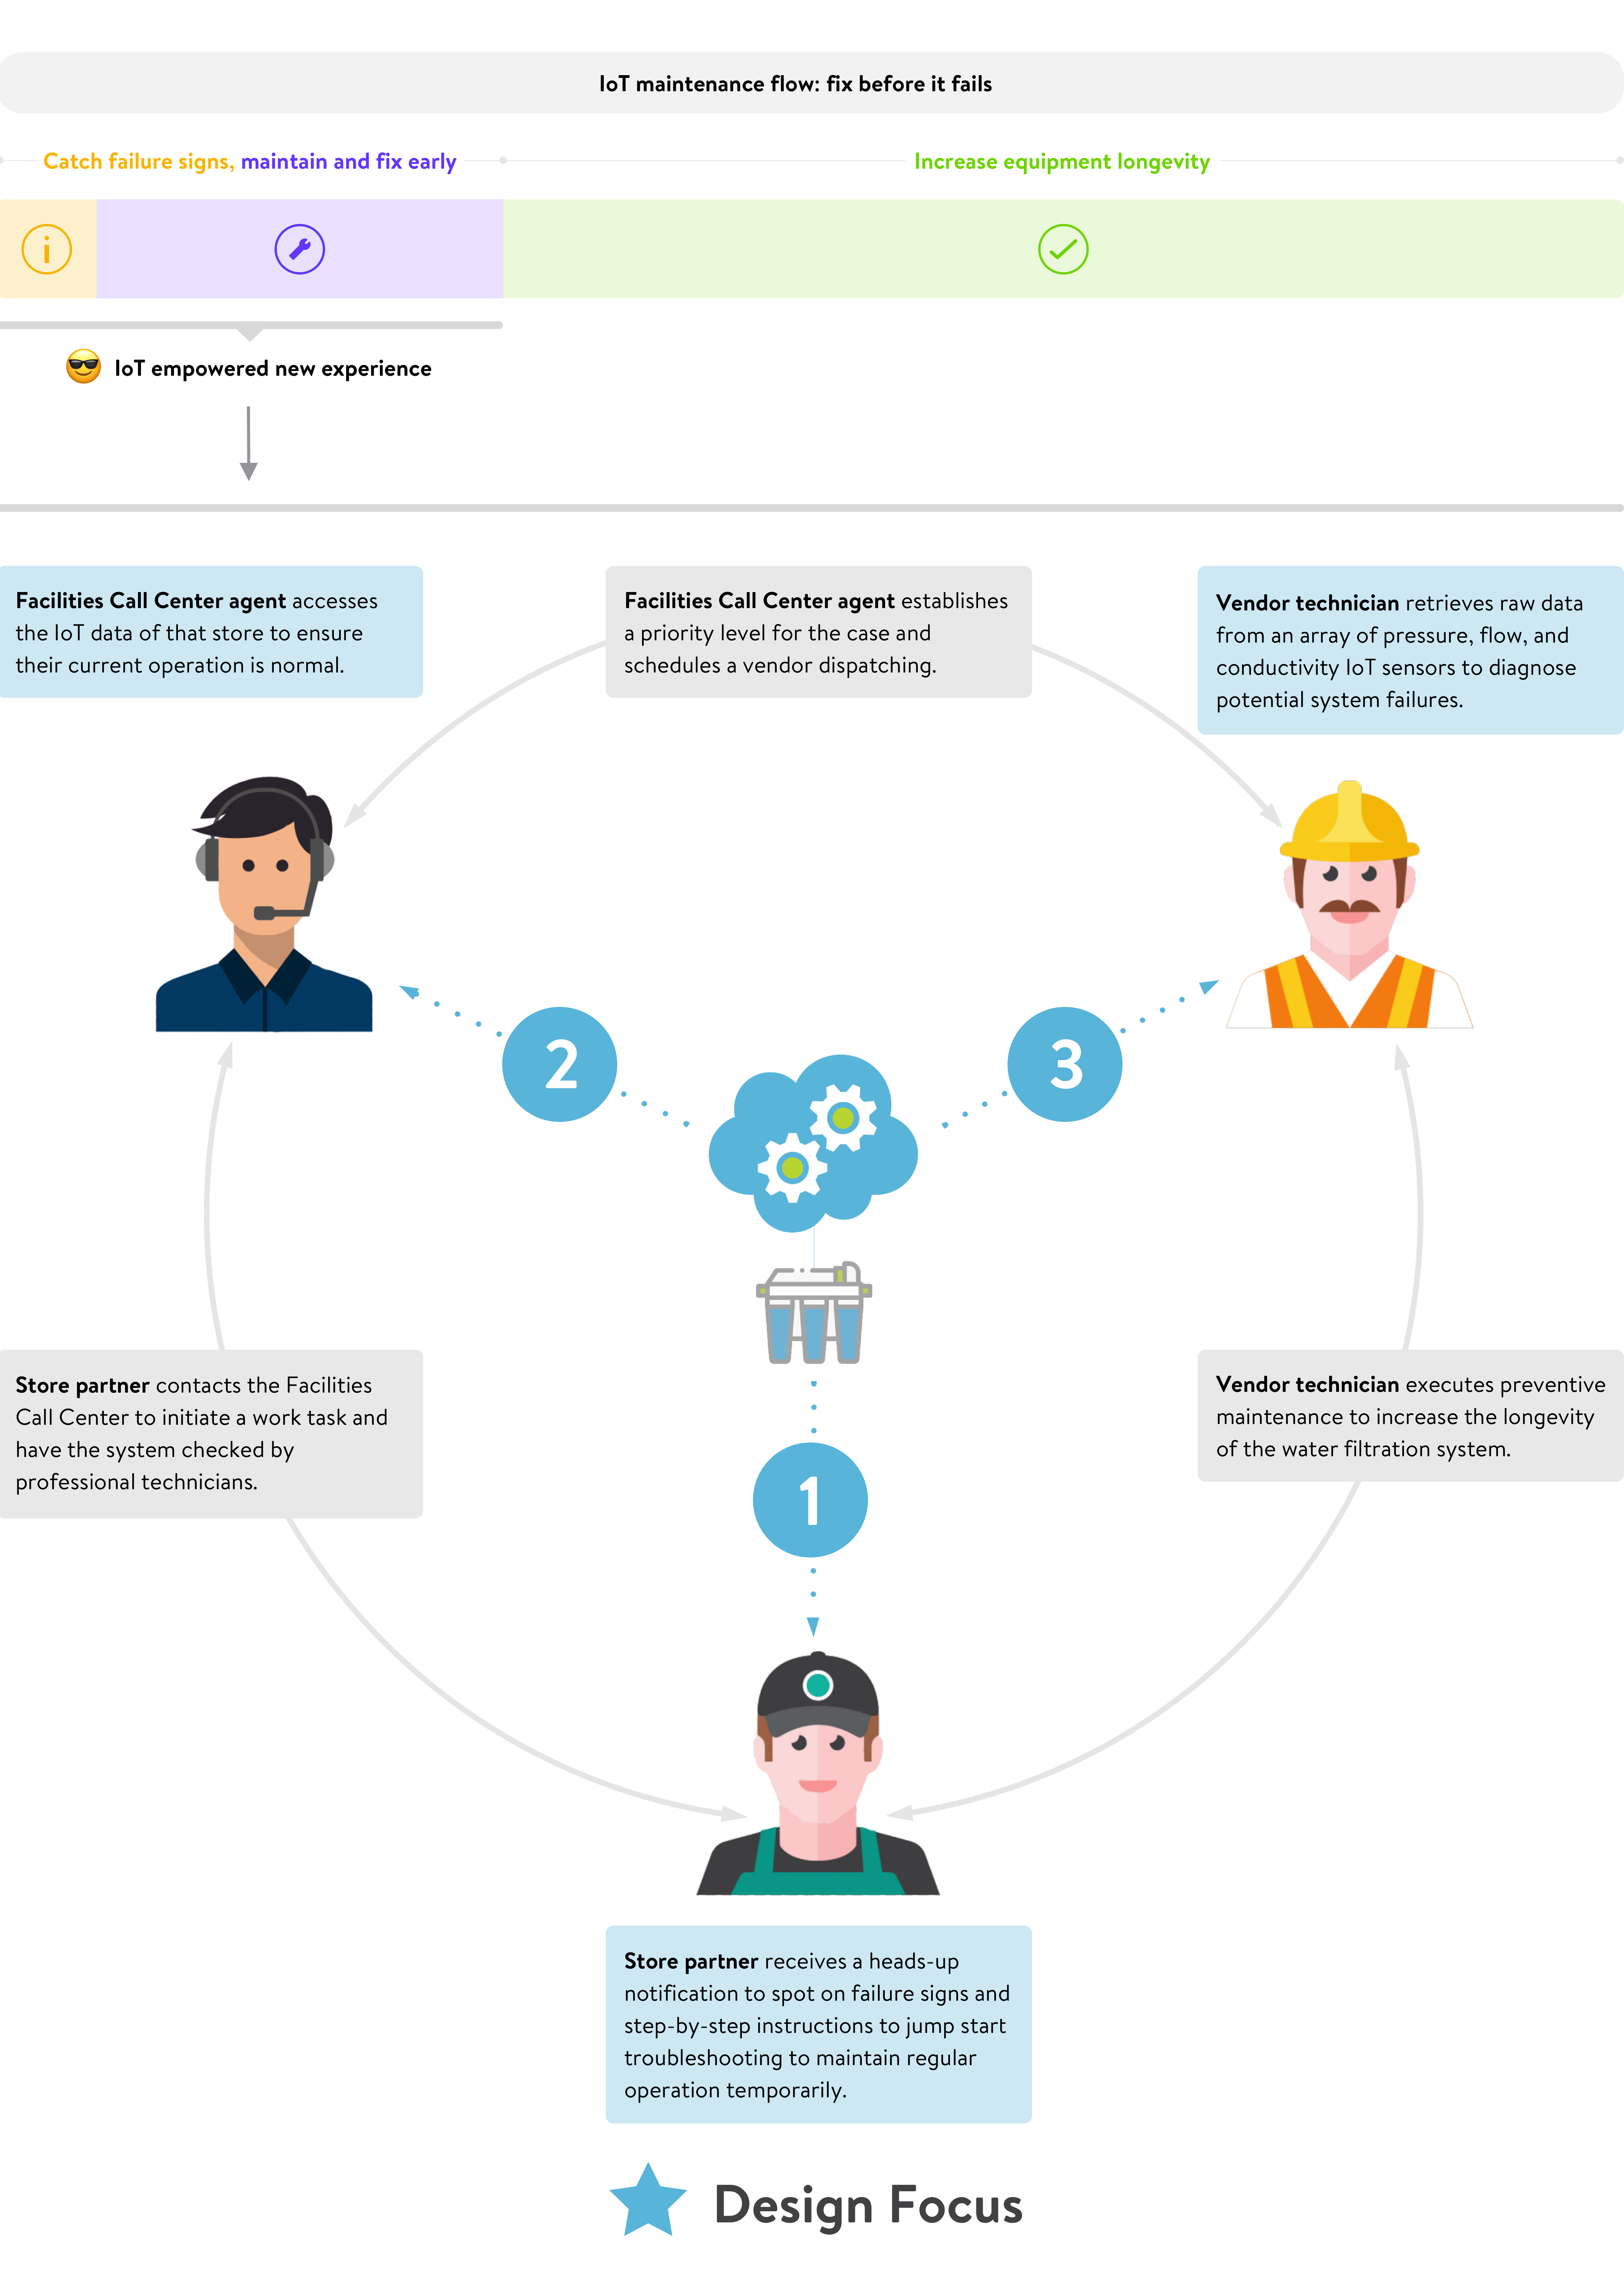 IoT maintenance flow: fix before it fails
Catch failure signs, maintain and fix early
Increase equipment longevity
i
IoT empowered new experience
Facilities Call Center agent accesses
the IoT data of that store to ensure
their current operation is normal.
Facilities Call Center agent establishes
a priority level for the case and
schedules a vendor dispatching.
Vendor technician retrieves raw data
from an array of pressure, flow, and
conductivity IoT sensors to diagnose
potential system failures.
2
3
Store partner contacts the Facilities
Call Center to initiate a work task and
have the system checked by
professional technicians.
Vendor technician executes preventive
maintenance to increase the longevity
of the water filtration system.
1
Store partner receives a heads-up
notification to spot on failure signs and
step-by-step instructions to jump start
troubleshooting to maintain regular
operation temporarily.
Design Focus